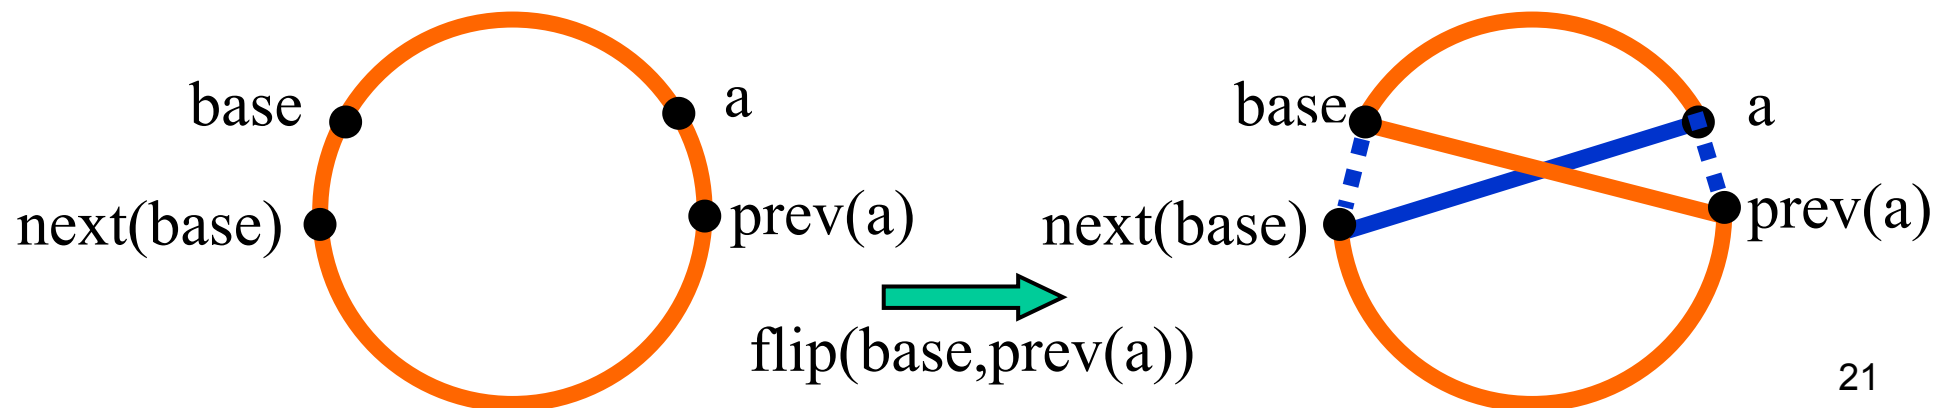 base
a
next(base)
prev(a)
flip(base,prev(a))
base
a
next(base)
prev(a)
21